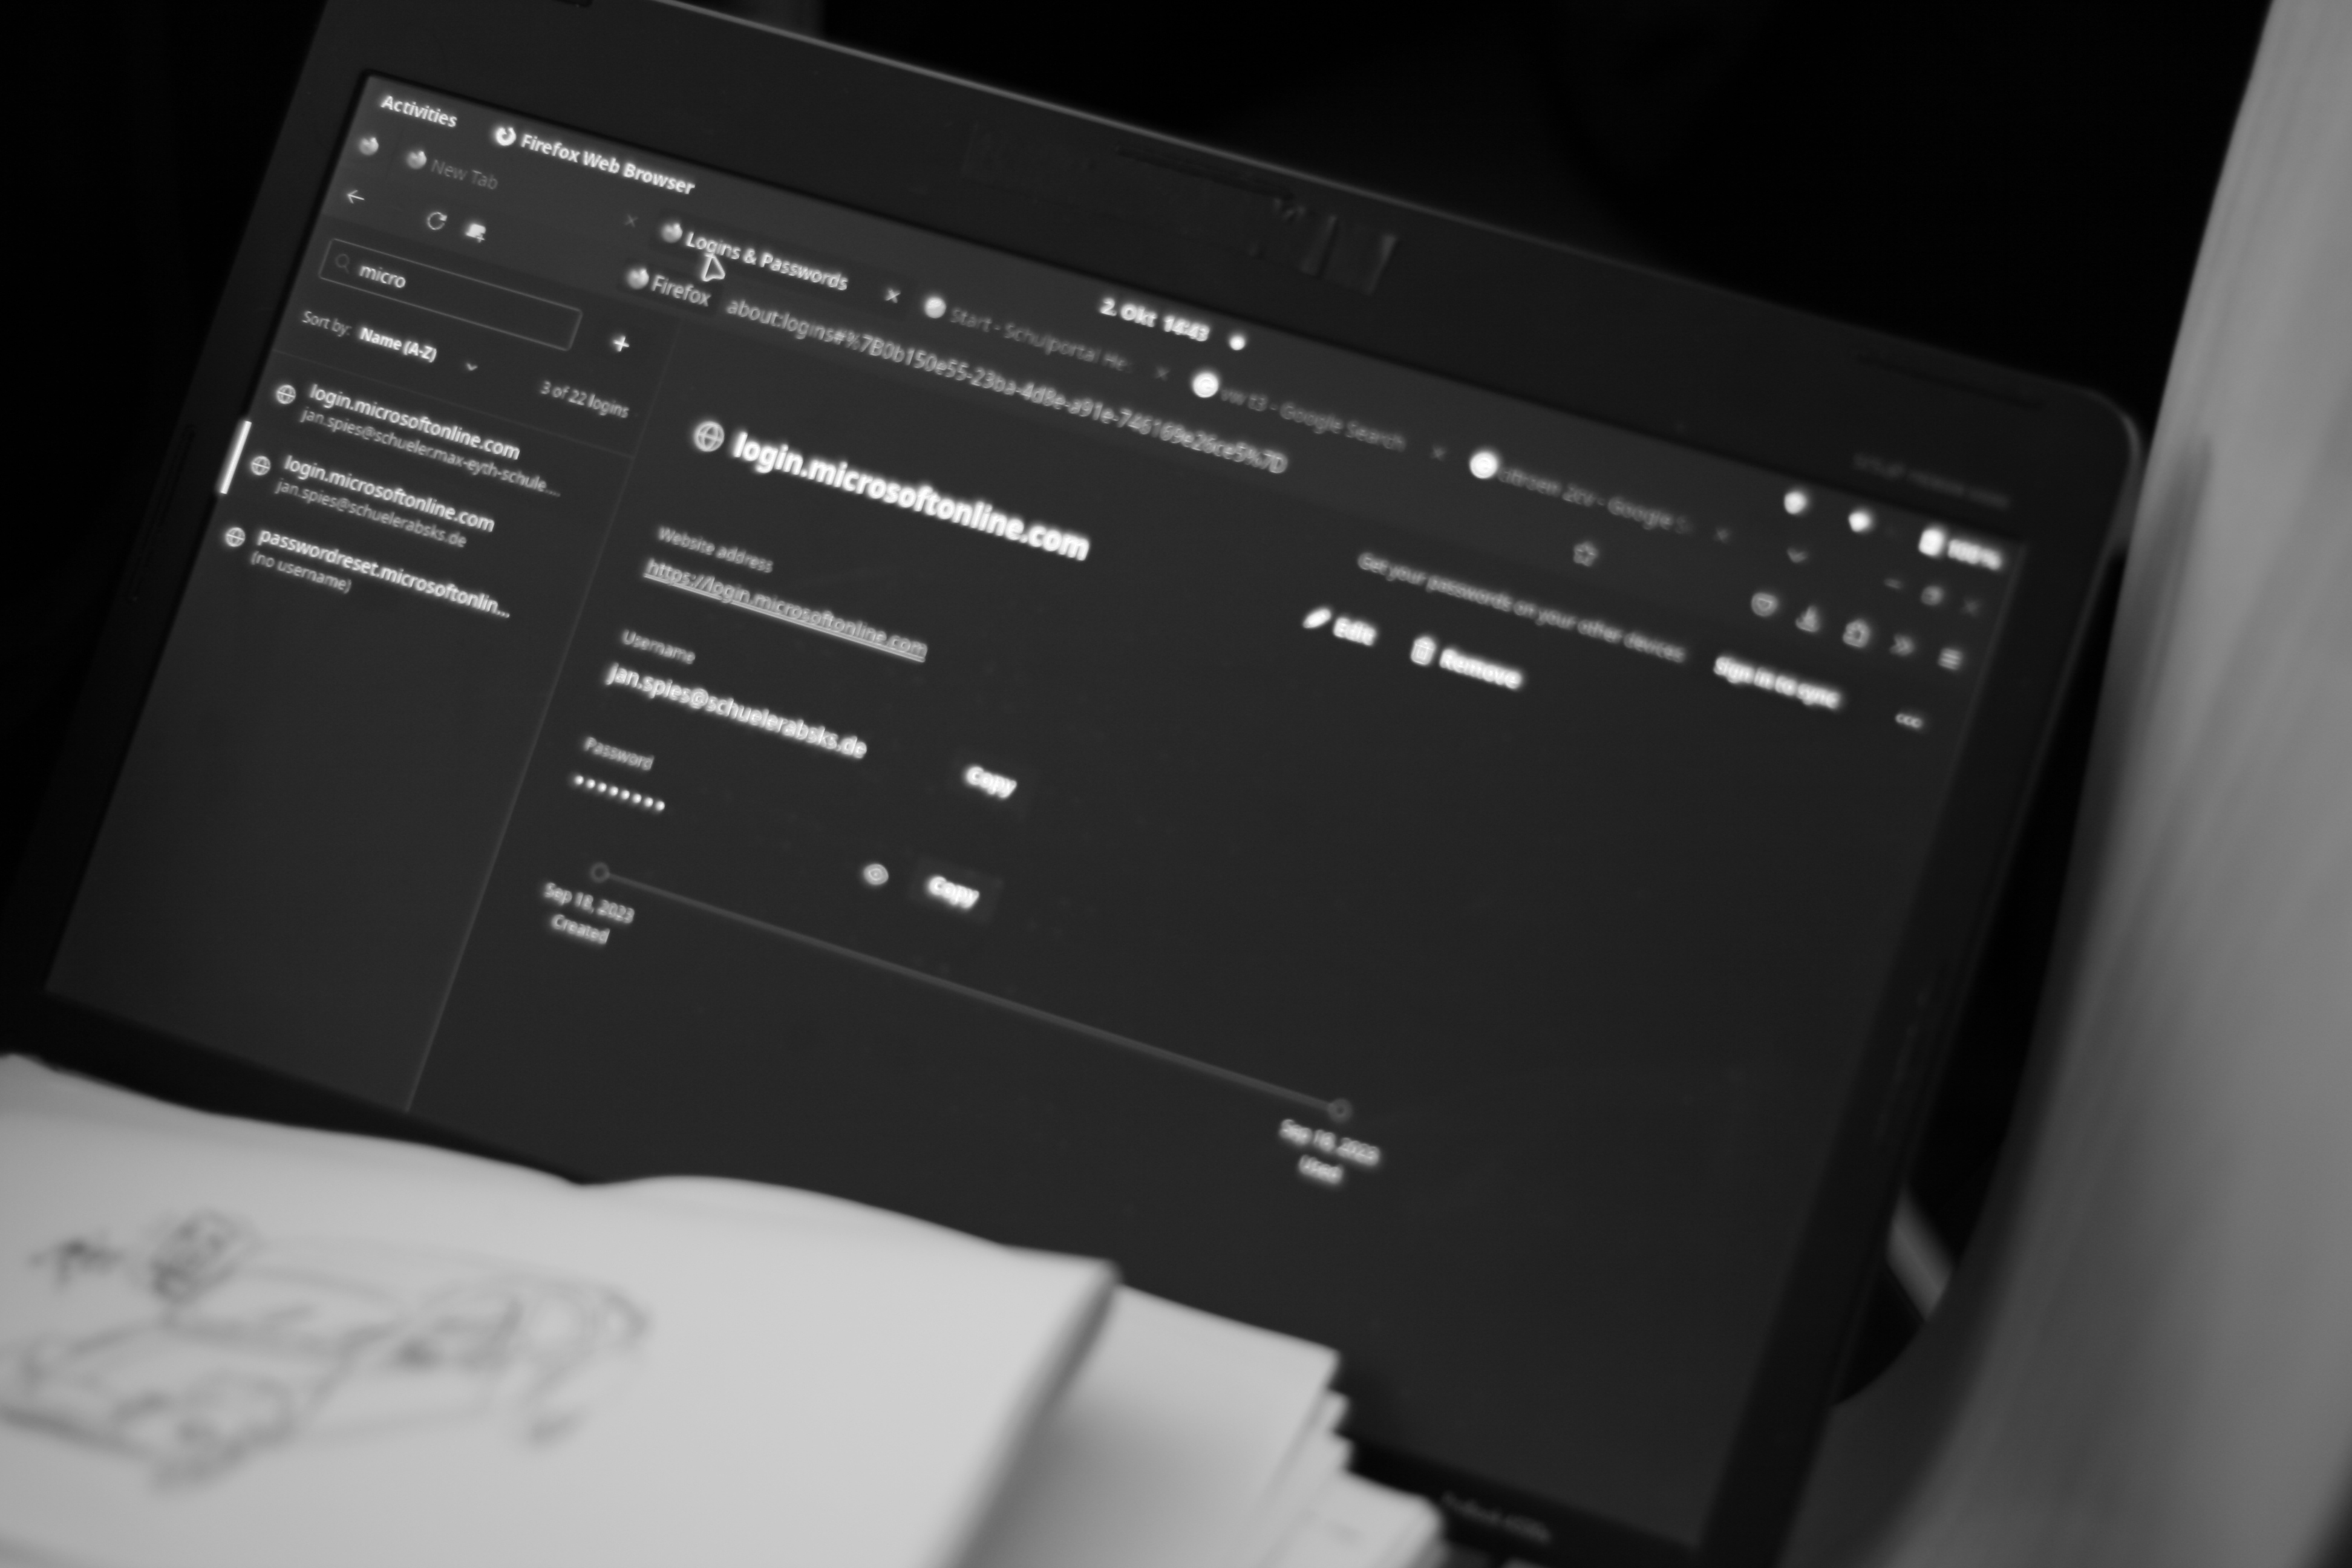 Activities
Firefox Web Browser
2. Okt 14:43
100%
New Tab
Logins & Passwords
Start - Schulportal He
vw t3 - Google Search
citroen 2cv - Google S
Firefox
about:logins#%7B0b150e55-23ba-4d8e-a91e-746169e26ce5%7D
micro
Sort by: Name (A-Z)
3 of 22 logins
login.microsoftonline.com
jan.spies@schueler.max-eyth-schule....
login.microsoftonline.com
jan.spies@schuelerabsks.de
passwordreset.microsoftonlin...
(no username)
Get your passwords on your other devices
Sign in to sync
login.microsoftonline.com
Edit
Remove
Website address
https://login.microsoftonline.com
Username
jan.spies@schuelerabsks.de
Copy
Password
Copy
Sep 18, 2023
Created
Sep 18, 2023
Used